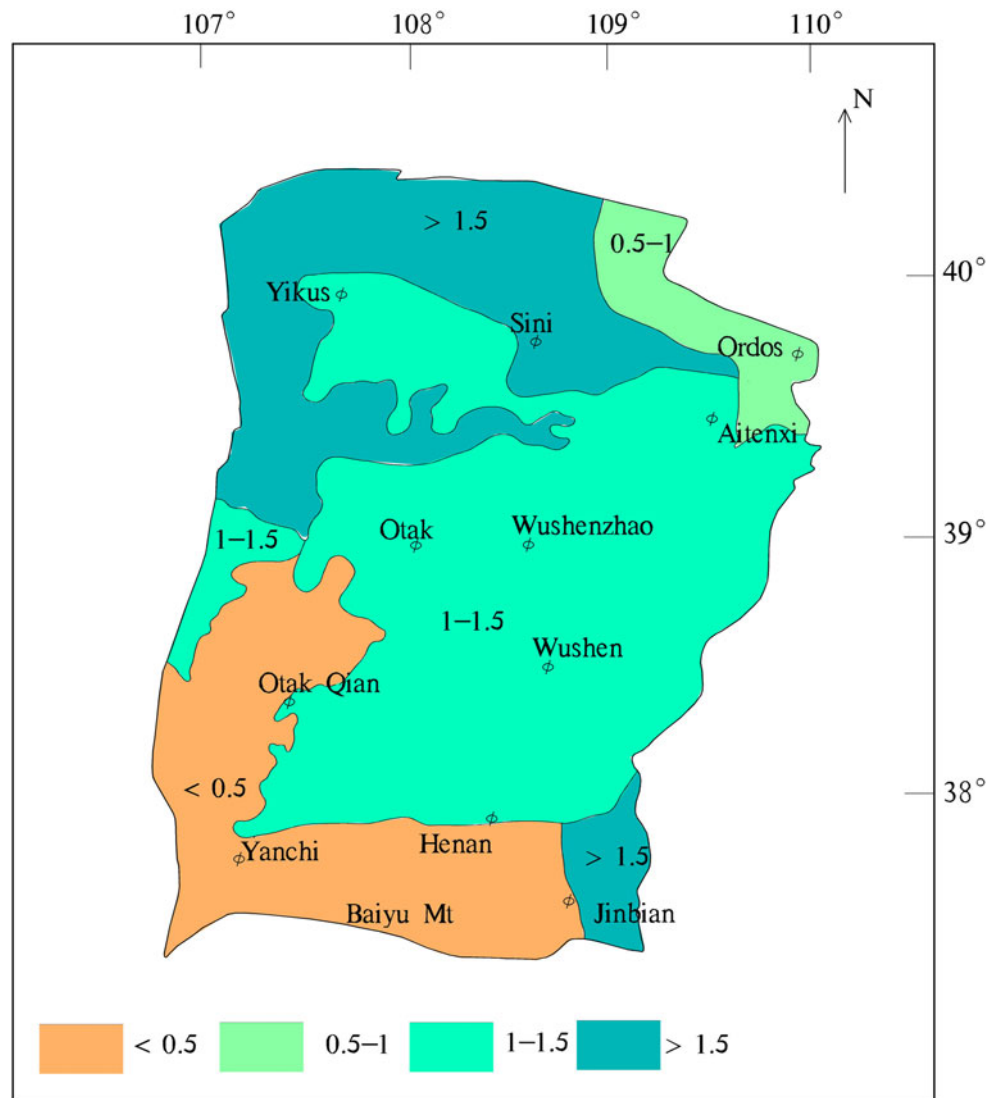 107° 108° 109° 110°
N
> 1.5
0.5−1
40°
Yikus
Sini
Ordos
Aitenxi
Otak
Wushenzhao
39°
1−1.5
1−1.5
Wushen
Otak Qian
< 0.5
38°
Henan
Yanchi
> 1.5
Baiyu Mt
Jinbian
< 0.5
0.5−1
1−1.5
> 1.5